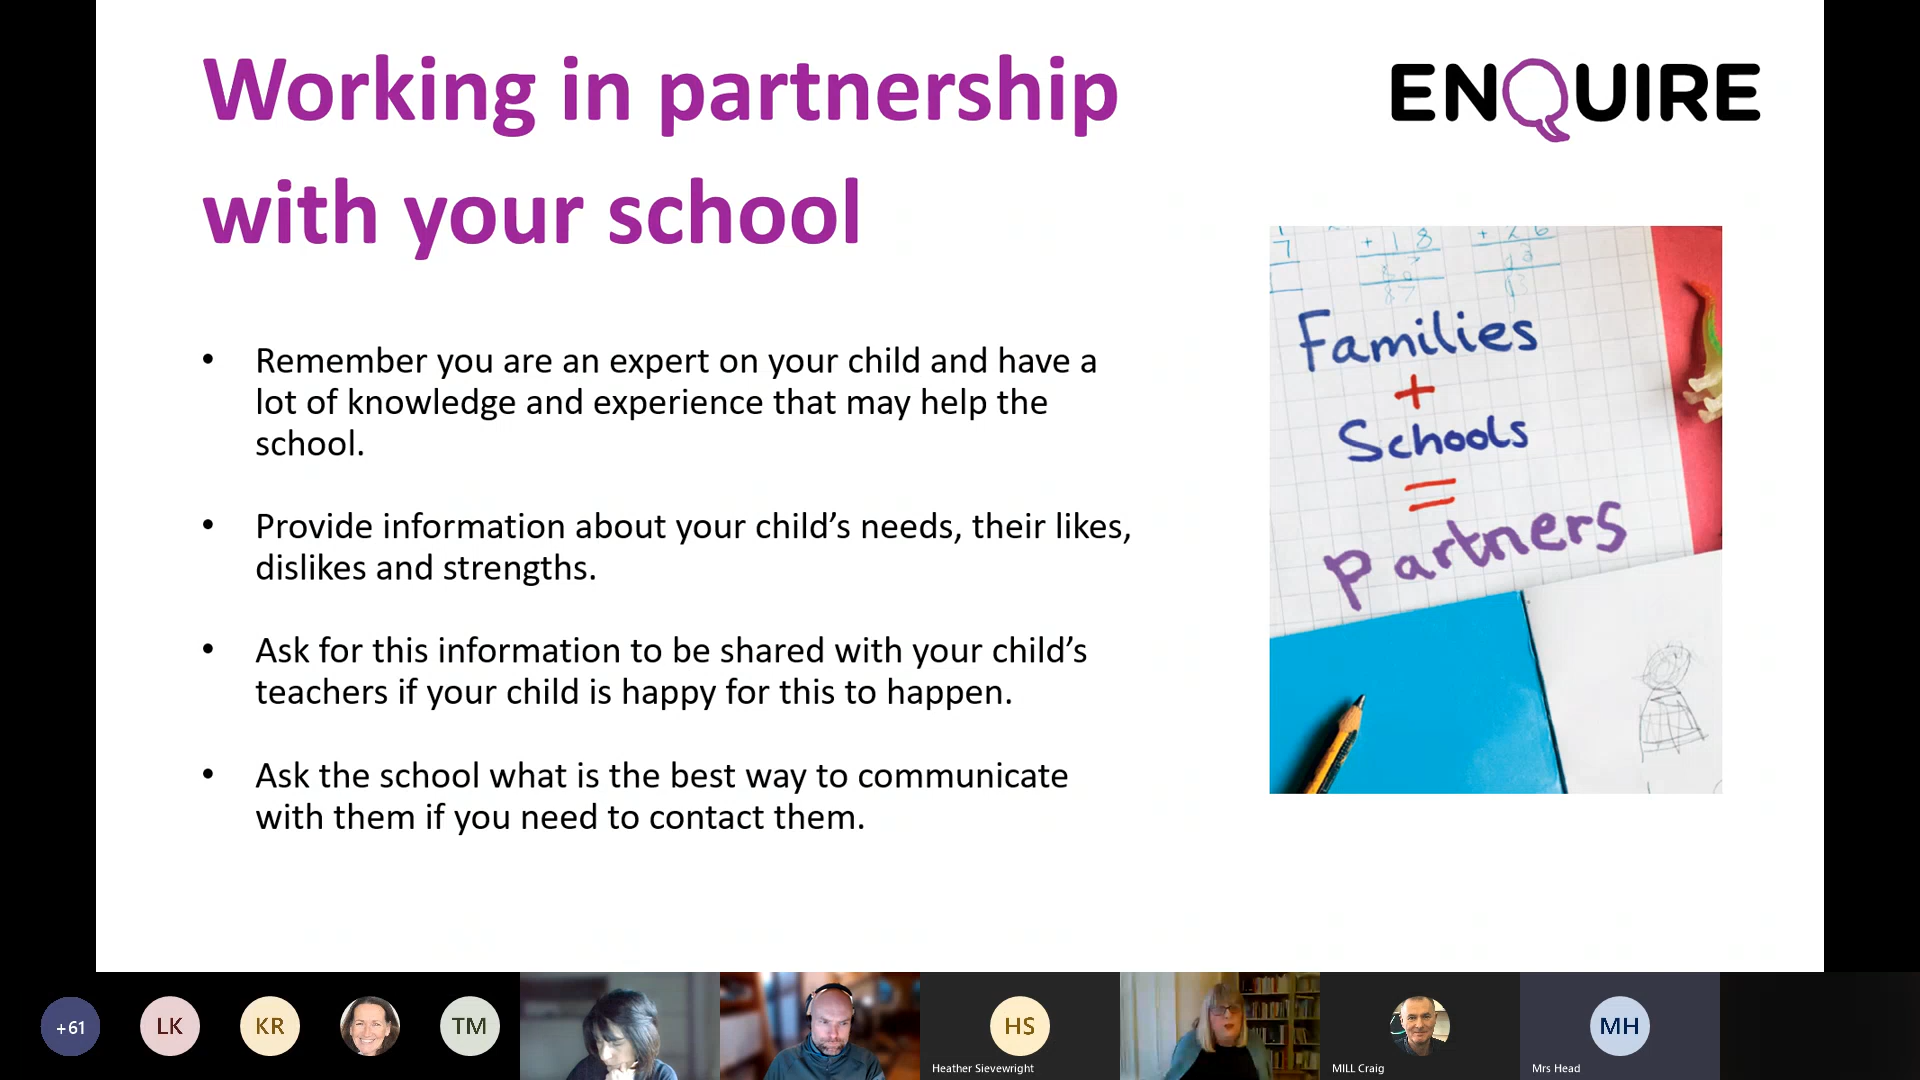 Working in partnership
with your school
ENQUIRE
• Remember you are an expert on your child and have a
lot of knowledge and experience that may help the
school.
• Provide information about your child’s needs, their likes,
dislikes and strengths.
• Ask for this information to be shared with your child’s
teachers if your child is happy for this to happen.
• Ask the school what is the best way to communicate
with them if you need to contact them.
+ 18
87
Families
+
Schools
=
Partners
+61
LK
KR
TM
HS
Heather Sievewright
MILL Craig
MH
Mrs Head